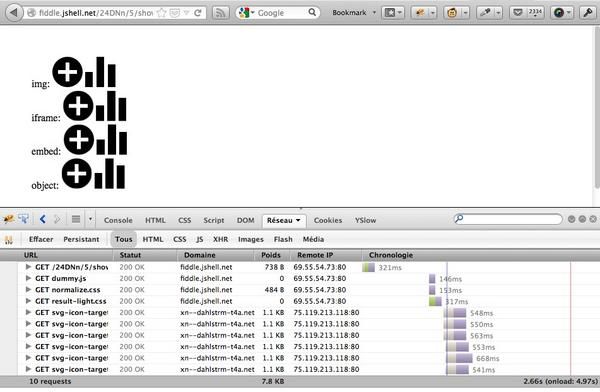 fiddle.jshell.net/24DNn/5/shov
Google
Bookmark
2334
img:
iframe:
embed:
object:
Console HTML CSS Script DOM Réseau Cookies YSlow
Effacer Persistant Tous HTML CSS JS XHR Images Flash Média
URL Statut Domaine Poids Remote IP Chronologie
GET /24DNn/5/show 200 OK fiddle.jshell.net 738 B 69.55.54.73:80 321ms
GET dummy.js 200 OK fiddle.jshell.net 0 69.55.54.73:80 146ms
GET normalize.css 200 OK fiddle.jshell.net 484 B 69.55.54.73:80 153ms
GET result-light.css 200 OK fiddle.jshell.net 0 69.55.54.73:80 317ms
GET svg-icon-target 200 OK xn--dahlstrm-t4a.net 1.1 KB 75.119.213.118:80 548ms
GET svg-icon-target 200 OK xn--dahlstrm-t4a.net 1.1 KB 75.119.213.118:80 550ms
GET svg-icon-target 200 OK xn--dahlstrm-t4a.net 1.1 KB 75.119.213.118:80 563ms
GET svg-icon-target 200 OK xn--dahlstrm-t4a.net 1.1 KB 75.119.213.118:80 553ms
GET svg-icon-target 200 OK xn--dahlstrm-t4a.net 1.1 KB 75.119.213.118:80 668ms
GET svg-icon-target 200 OK xn--dahlstrm-t4a.net 1.1 KB 75.119.213.118:80 541ms
10 requests 7.8 KB 2.66s (onload: 4.97s)